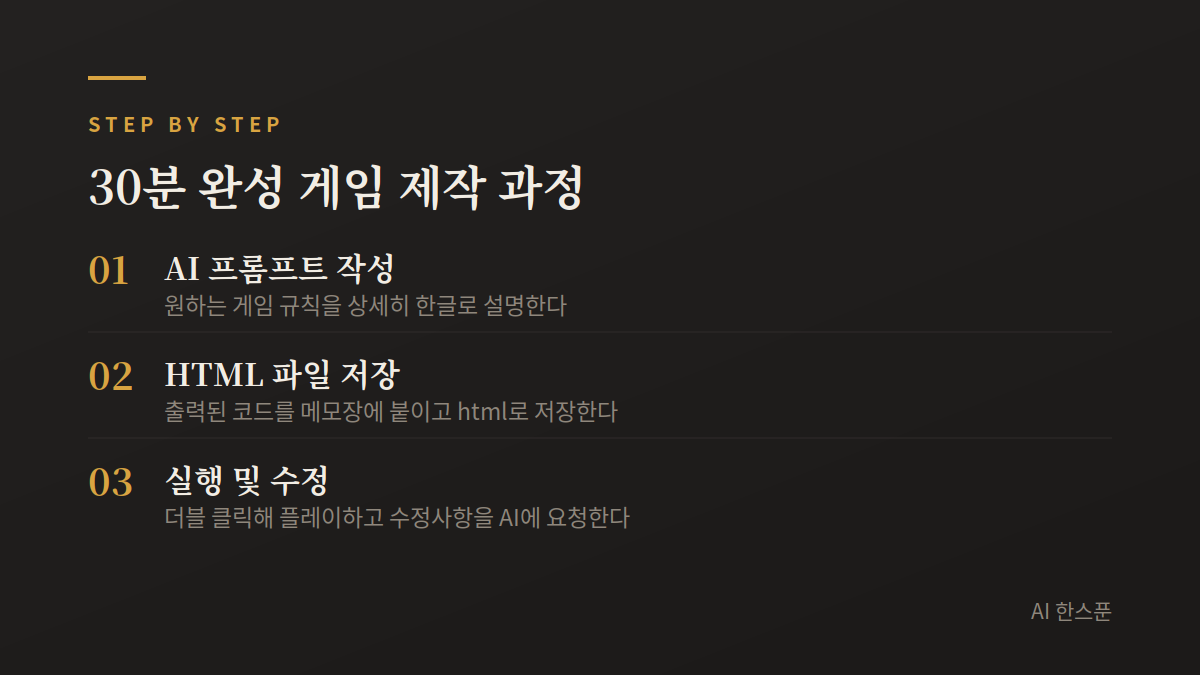 STEP BY STEP
30분 완성 게임 제작 과정
01 AI 프롬프트 작성
원하는 게임 규칙을 상세히 한글로 설명한다
02 HTML 파일 저장
출력된 코드를 메모장에 붙이고 html로 저장한다
03 실행 및 수정
더블 클릭해 플레이하고 수정사항을 AI에 요청한다
AI 한스푼